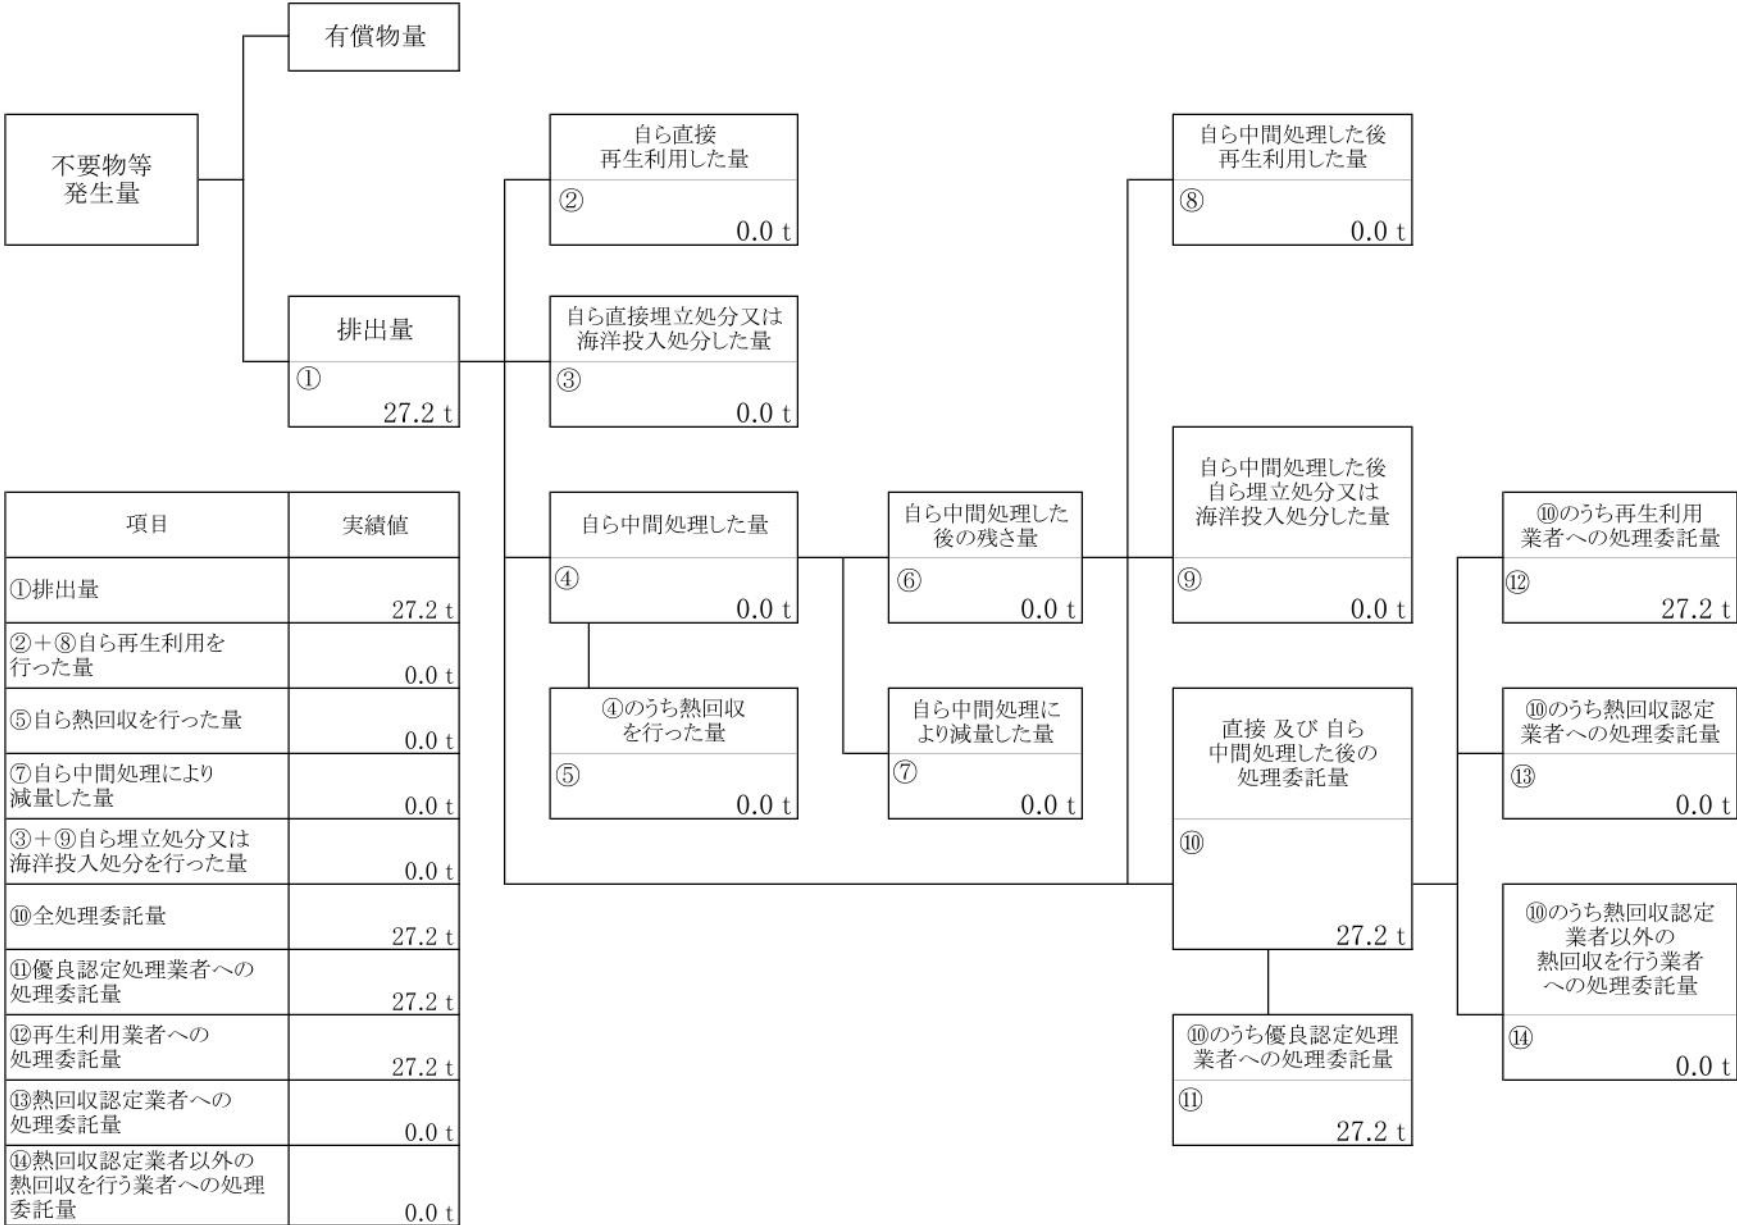 有償物量
不要物等
発生量
自ら直接
再生利用した量
②
0.0 t
自ら中間処理した後
再生利用した量
⑧
0.0 t
排出量
①
27.2 t
自ら直接埋立処分又は
海洋投入処分した量
③
0.0 t
自ら中間処理した量
④
0.0 t
自ら中間処理した
後の残さ量
⑥
0.0 t
自ら中間処理した後
自ら埋立処分又は
海洋投入処分した量
⑨
0.0 t
⑩のうち再生利用
業者への処理委託量
⑫
27.2 t
④のうち熱回収
を行った量
⑤
0.0 t
自ら中間処理に
より減量した量
⑦
0.0 t
直接 及び 自ら
中間処理した後の
処理委託量
⑩
27.2 t
⑩のうち熱回収認定
業者への処理委託量
⑬
0.0 t
⑩のうち熱回収認定
業者以外の
熱回収を行う業者
への処理委託量
⑭
0.0 t
⑩のうち優良認定処理
業者への処理委託量
⑪
27.2 t
項目 実績値
①排出量
27.2 t
②＋⑧自ら再生利用を
行った量
0.0 t
⑤自ら熱回収を行った量
0.0 t
⑦自ら中間処理により
減量した量
0.0 t
③＋⑨自ら埋立処分又は
海洋投入処分を行った量
0.0 t
⑩全処理委託量
27.2 t
⑪優良認定処理業者への
処理委託量
27.2 t
⑫再生利用業者への
処理委託量
27.2 t
⑬熱回収認定業者への
処理委託量
0.0 t
⑭熱回収認定業者以外の
熱回収を行う業者への処理
委託量
0.0 t